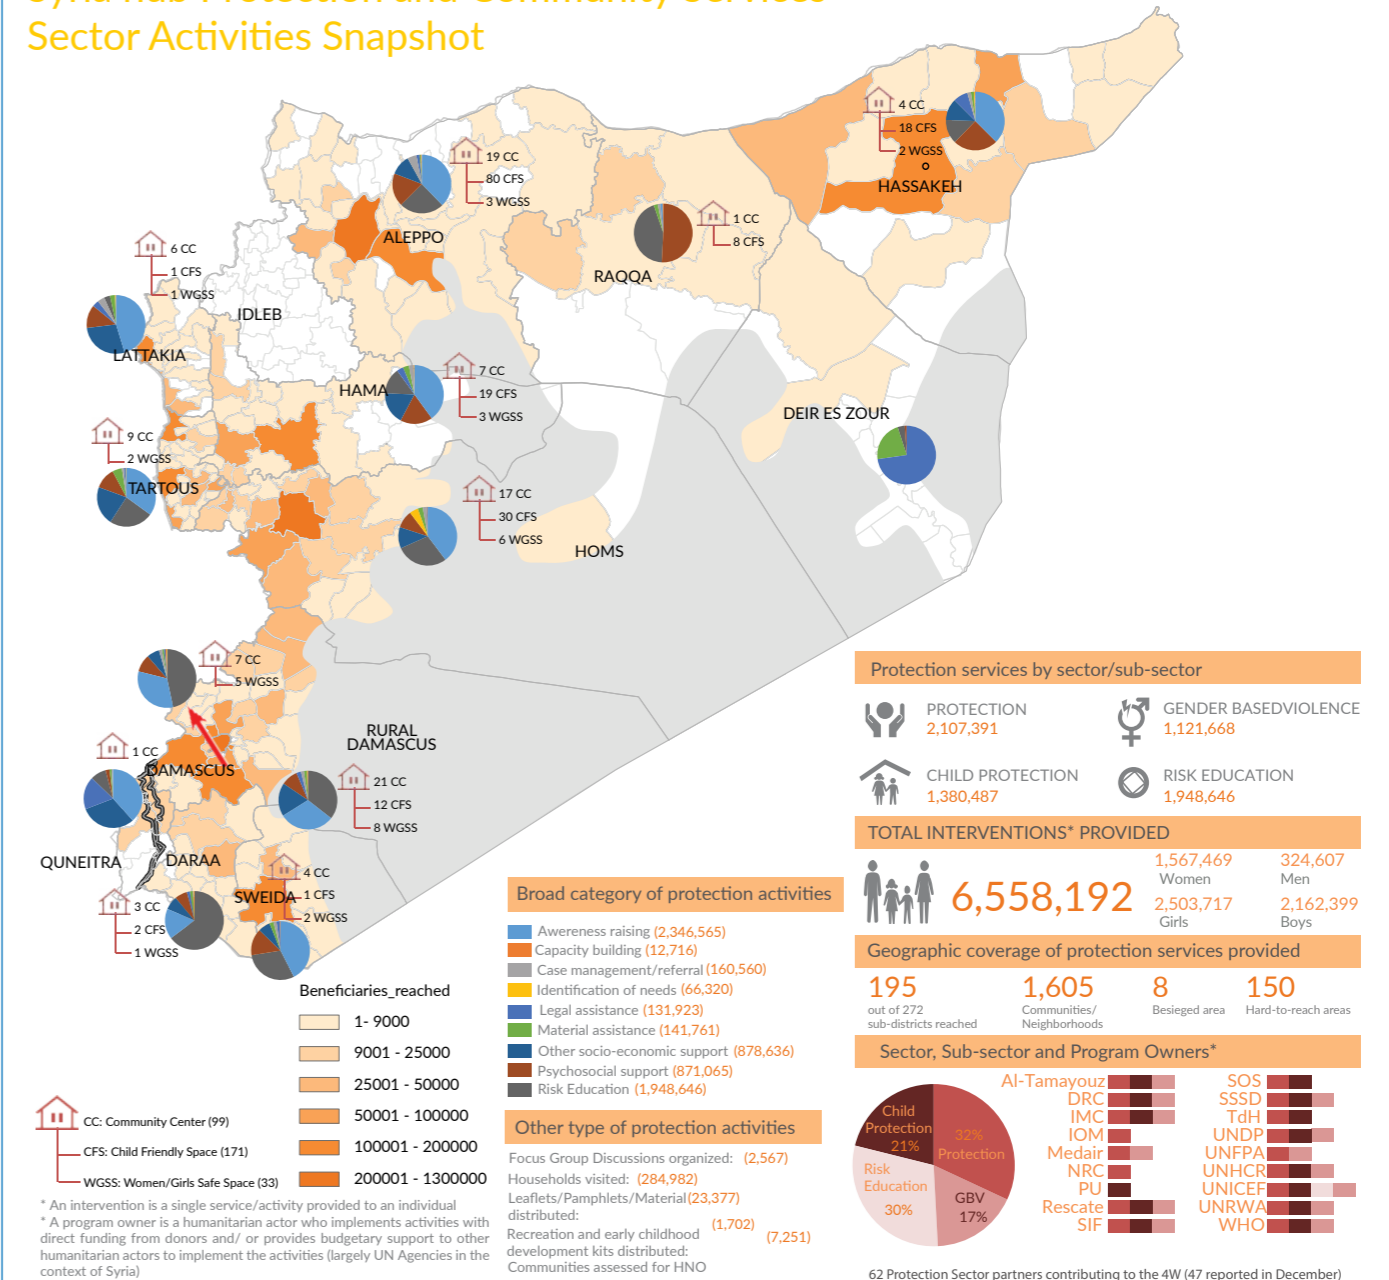 Syria hub Protection and Community Services
Sector Activities Snapshot
4 CC
18 CFS
2 WGSS
HASSAKEH
19 CC
80 CFS
3 WGSS
ALEPPO
1 CC
8 CFS
RAQQA
6 CC
1 CFS
1 WGSS
IDLEB
LATTAKIA
HAMA
7 CC
19 CFS
3 WGSS
DEIR ES ZOUR
9 CC
2 WGSS
TARTOUS
17 CC
30 CFS
6 WGSS
HOMS
7 CC
5 WGSS
RURAL
DAMASCUS
1 CC
DAMASCUS
21 CC
12 CFS
8 WGSS
QUNEITRA
DARAA
4 CC
1 CFS
2 WGSS
SWEIDA
3 CC
2 CFS
1 WGSS
Beneficiaries_reached
1- 9000
9001 - 25000
25001 - 50000
50001 - 100000
100001 - 200000
200001 - 1300000
CC: Community Center (99)
CFS: Child Friendly Space (171)
WGSS: Women/Girls Safe Space (33)
* An intervention is a single service/activity provided to an individual
* A program owner is a humanitarian actor who implements activities with
direct funding from donors and/ or provides budgetary support to other
humanitarian actors to implement the activities (largely UN Agencies in the
context of Syria)
Broad category of protection activities
Awereness raising (2,346,565)
Capacity building (12,716)
Case management/referral (160,560)
Identification of needs (66,320)
Legal assistance (131,923)
Material assistance (141,761)
Other socio-economic support (878,636)
Psychosocial support (871,065)
Risk Education (1,948,646)
Other type of protection activities
Focus Group Discussions organized: (2,567)
Households visited: (284,982)
Leaflets/Pamphlets/Material (23,377)
distributed:
(1,702)
Recreation and early childhood (7,251)
development kits distributed:
Communities assessed for HNO
Protection services by sector/sub-sector
PROTECTION
2,107,391
GENDER BASEDVIOLENCE
1,121,668
CHILD PROTECTION
1,380,487
RISK EDUCATION
1,948,646
TOTAL INTERVENTIONS* PROVIDED
6,558,192
1,567,469
Women
324,607
Men
2,503,717
Girls
2,162,399
Boys
Geographic coverage of protection services provided
195
out of 272
sub-districts reached
1,605
Communities/
Neighborhoods
8
Besieged area
150
Hard-to-reach areas
Sector, Sub-sector and Program Owners*
Child
Protection
21%
32%
Protection
Risk
Education
30%
GBV
17%
Al-Tamayouz
DRC
IMC
IOM
Medair
NRC
PU
Rescate
SIF
SOS
SSSD
TdH
UNDP
UNFPA
UNHCR
UNICEF
UNRWA
WHO
62 Protection Sector partners contributing to the 4W (47 reported in December)